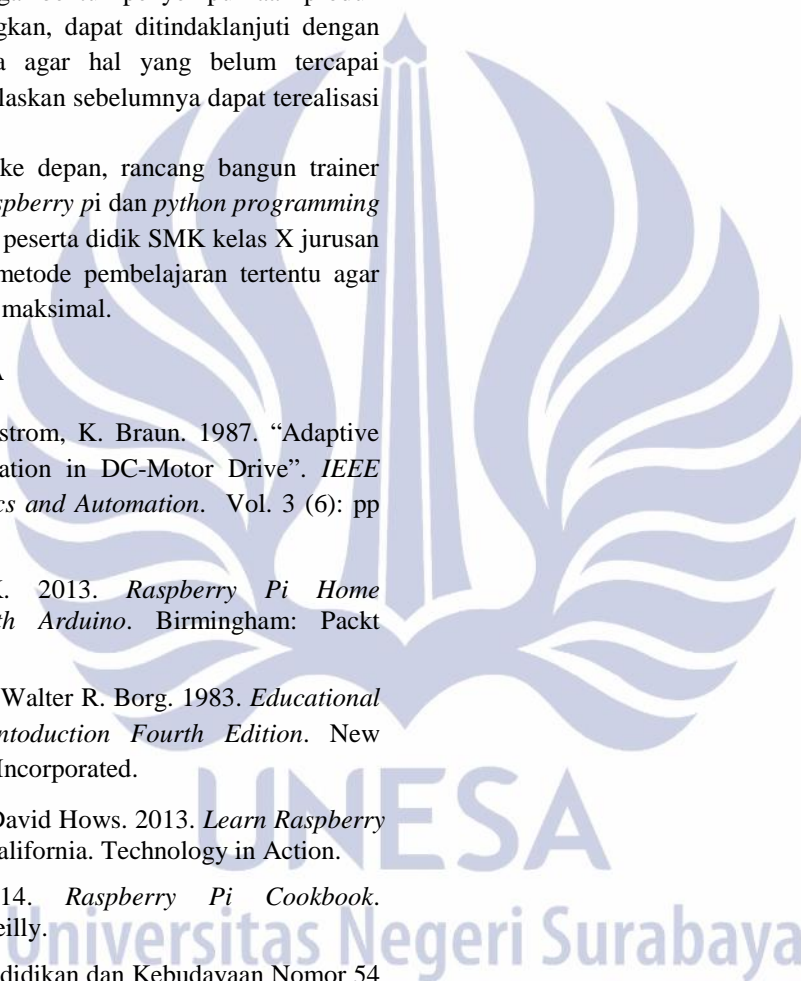 gkan, dapat ditindaklanjuti dengan
a agar hal yang belum tercapai
laskan sebelumnya dapat terealisasi
ke depan, rancang bangun trainer
spberry pi dan python programming
peserta didik SMK kelas X jurusan
metode pembelajaran tertentu agar
maksimal.
A
strom, K. Braun. 1987. “Adaptive
ation in DC-Motor Drive”. IEEE
cs and Automation. Vol. 3 (6): pp
K. 2013. Raspberry Pi Home
th Arduino. Birmingham: Packt
Walter R. Borg. 1983. Educational
ntoduction Fourth Edition. New
Incorporated.
David Hows. 2013. Learn Raspberry
alifornia. Technology in Action.
14. Raspberry Pi Cookbook.
eilly.
didikan dan Kebudayaan Nomor 54
UNESA
Universitas Negeri Surabaya